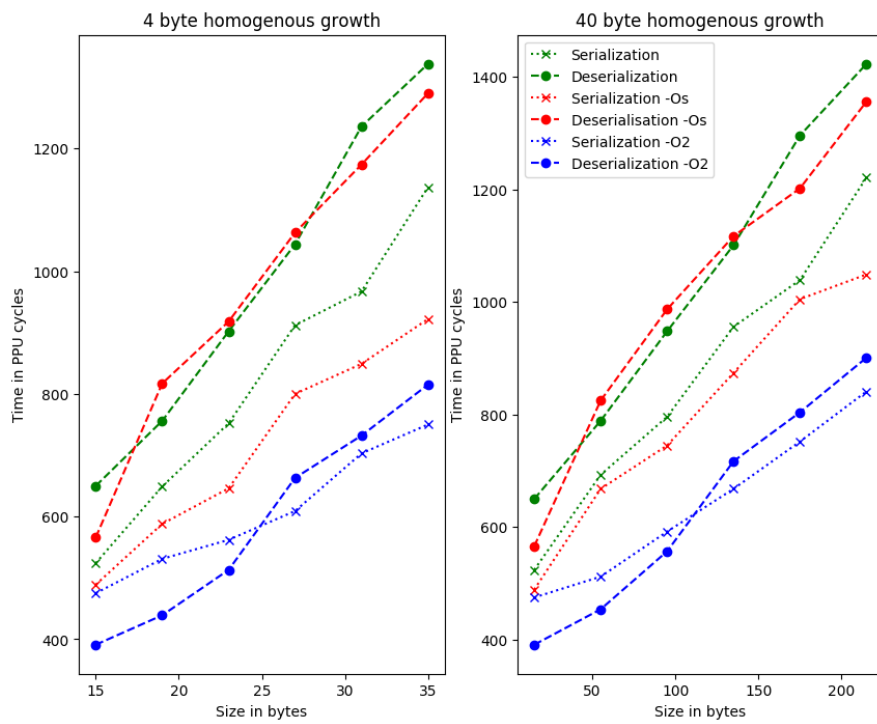 4 byte homogenous growth
Time in PPU cycles
1200
1000
800
600
400
15
20
25
30
35
Size in bytes
40 byte homogenous growth
Serialization
Deserialization
Serialization -Os
Deserialisation -Os
Serialization -O2
Deserialization -O2
Time in PPU cycles
1400
1200
1000
800
600
400
50
100
150
200
Size in bytes